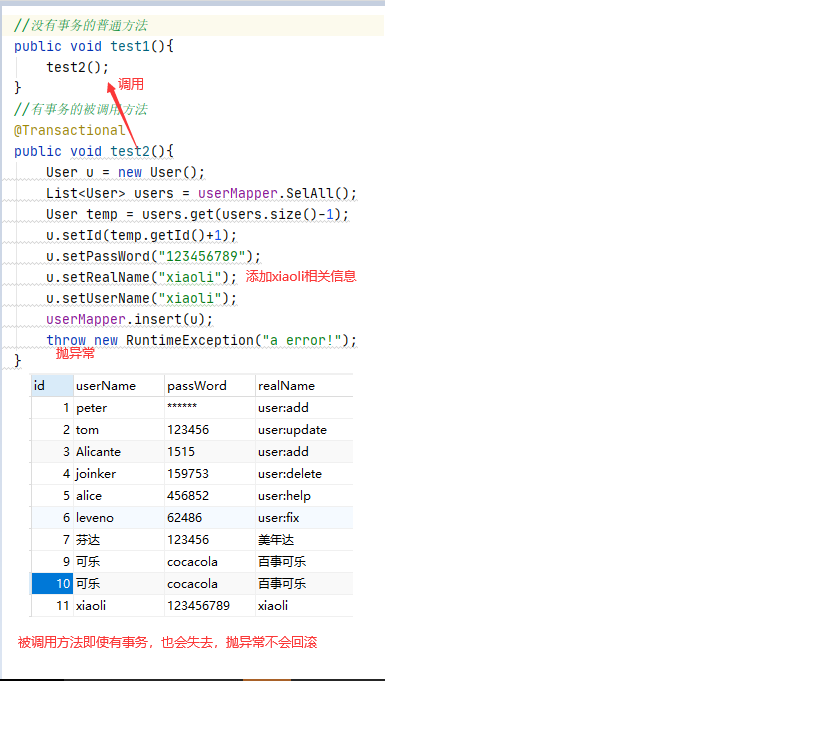 //没有事务的普通方法
public void test1(){
test2();
调用
}
//有事务的被调用方法
@Transactional
public void test2(){
User u = new User();
List<User> users = userMapper.SelAll();
User temp = users.get(users.size()-1);
u.setId(temp.getId()+1);
u.setPassWord("123456789");
u.setRealName("xiaoli"); 添加xiaoli相关信息
u.setUserName("xiaoli");
userMapper.insert(u);
throw new RuntimeException("a error!");
抛异常
}
id userName passWord realName
1 peter ****** user:add
2 tom 123456 user:update
3 Alicante 1515 user:add
4 joinker 159753 user:delete
5 alice 456852 user:help
6 leveno 62486 user:fix
7 芬达 123456 美年达
9 可乐 cocacola 百事可乐
10 可乐 cocacola 百事可乐
11 xiaoli 123456789 xiaoli
被调用方法即使有事务，也会失去，抛异常不会回滚